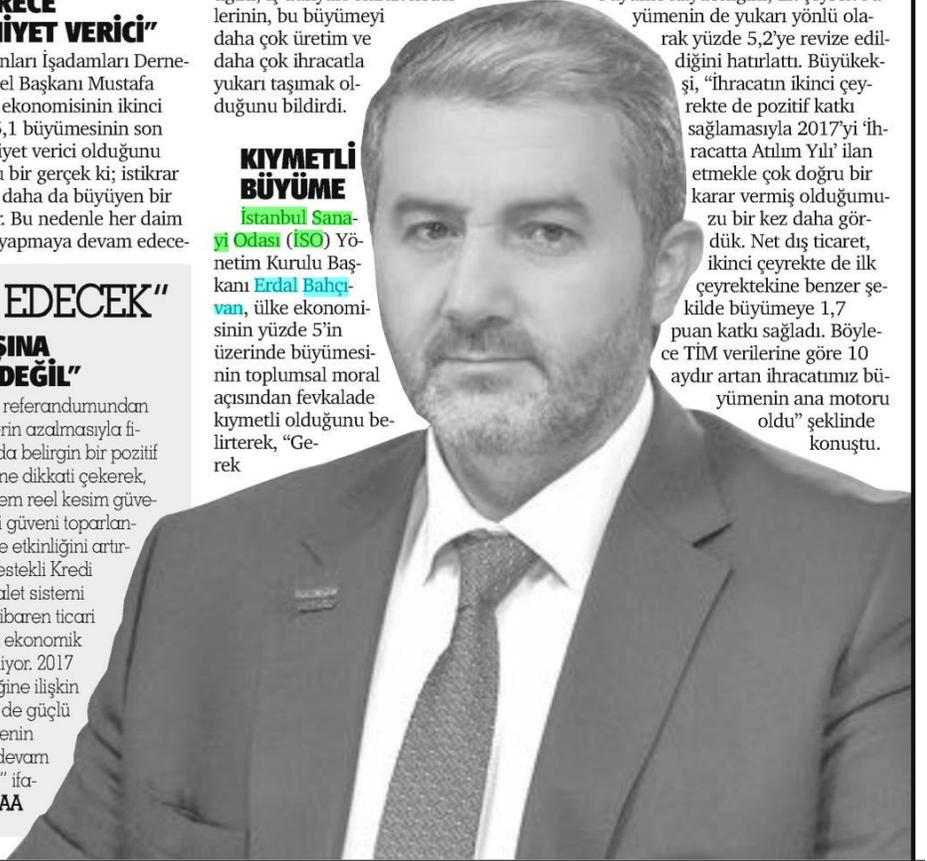 İYET VERİCİ”
nları İşadamları Derne-
el Başkanı Mustafa
ekonomisinin ikinci
5,1 büyümesinin son
iyet verici olduğunu
bir gerçek ki; istikrar
daha da büyüyen bir
r. Bu nedenle her daim
yapmaya devam edece-
EDECEK“
ŞINA
DEĞİL”
referandumundan
rin azalmasıyla fi-
da belirgin bir pozitif
ne dikkati çekerek,
em reel kesim güve-
i güveni toparlan-
e etkinliğini artır-
estekli Kredi
alet sistemi
ibaren ticari
ekonomik
iyor. 2017
ğine ilişkin
de güçlü
enin
devam
” ifa-
AA
lerinin, bu büyümeyi
daha çok üretim ve
daha çok ihracatla
yukarı taşımak ol-
duğunu bildirdi.
KIYMETLİ
BÜYÜME
İstanbul Sana-
yi Odası (İSO) Yö-
netim Kurulu Baş-
kanı Erdal Bahçı-
van, ülke ekonomi-
sinin yüzde 5’in
üzerinde büyümesi-
nin toplumsal moral
açısından fevkalade
kıymetli olduğunu be-
lirterek, “Ge-
rek
yümenin de yukarı yönlü ola-
rak yüzde 5,2’ye revize edil-
diğini hatırlattı. Büyükek-
şi, “İhracatın ikinci çey-
rekte de pozitif katkı
sağlamasıyla 2017’yi ‘İh-
racatta Atılım Yılı’ ilan
etmekle çok doğru bir
karar vermiş olduğumu-
zu bir kez daha gör-
dük. Net dış ticaret,
ikinci çeyrekte de ilk
çeyrektekine benzer şe-
kilde büyümeye 1,7
puan katkı sağladı. Böyle-
ce TİM verilerine göre 10
aydır artan ihracatımız bü-
yümenin ana motoru
oldu” şeklinde
konuştu.